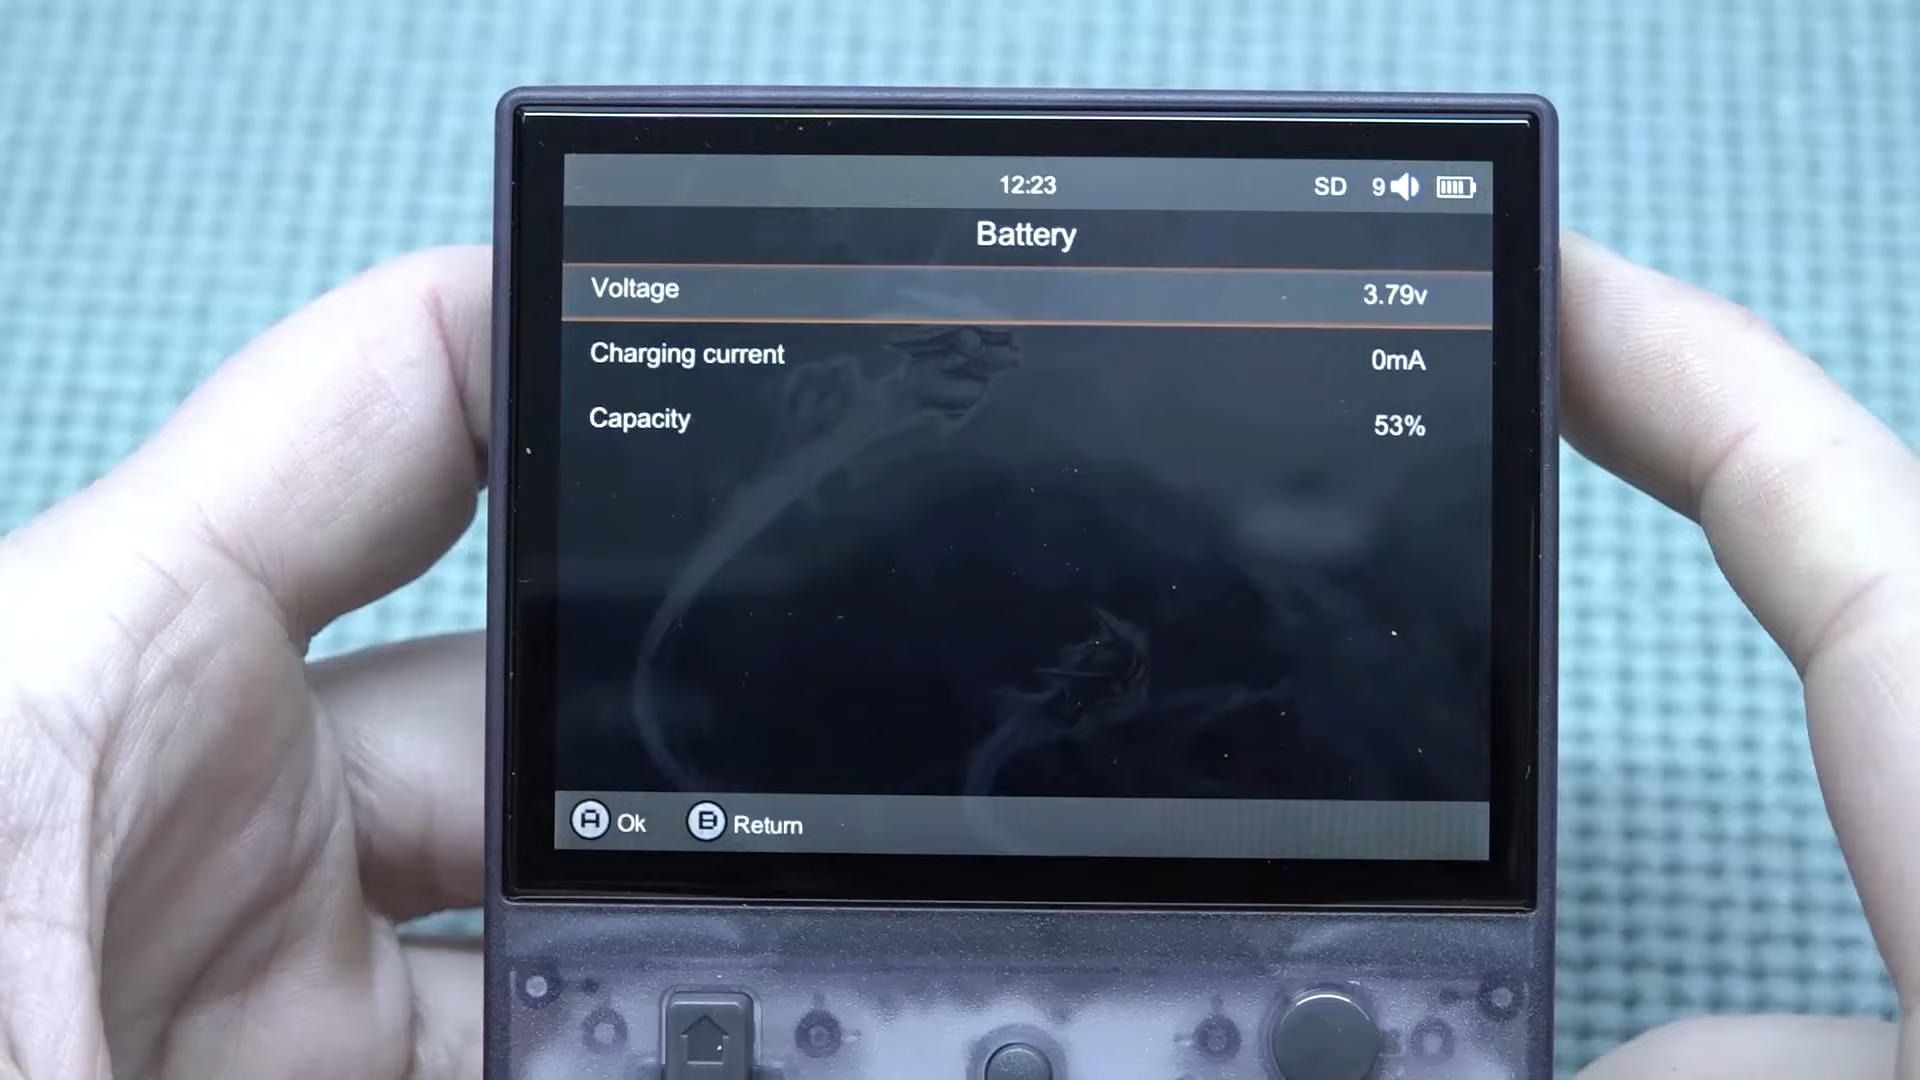 12:23 SD 9
Battery
Voltage 3.79v
Charging current 0mA
Capacity 53%
A Ok B Return